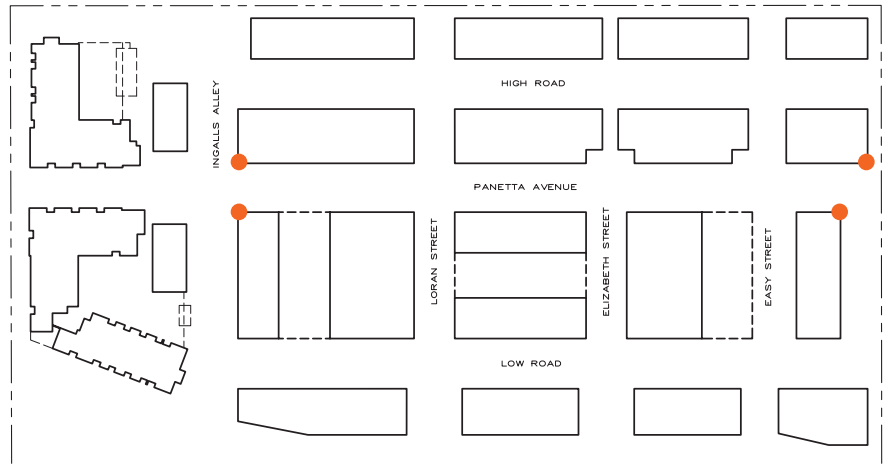 HIGH ROAD
INGALLS ALLEY
PANETTA AVENUE
LORAN STREET
ELIZABETH STREET
EASY STREET
LOW ROAD